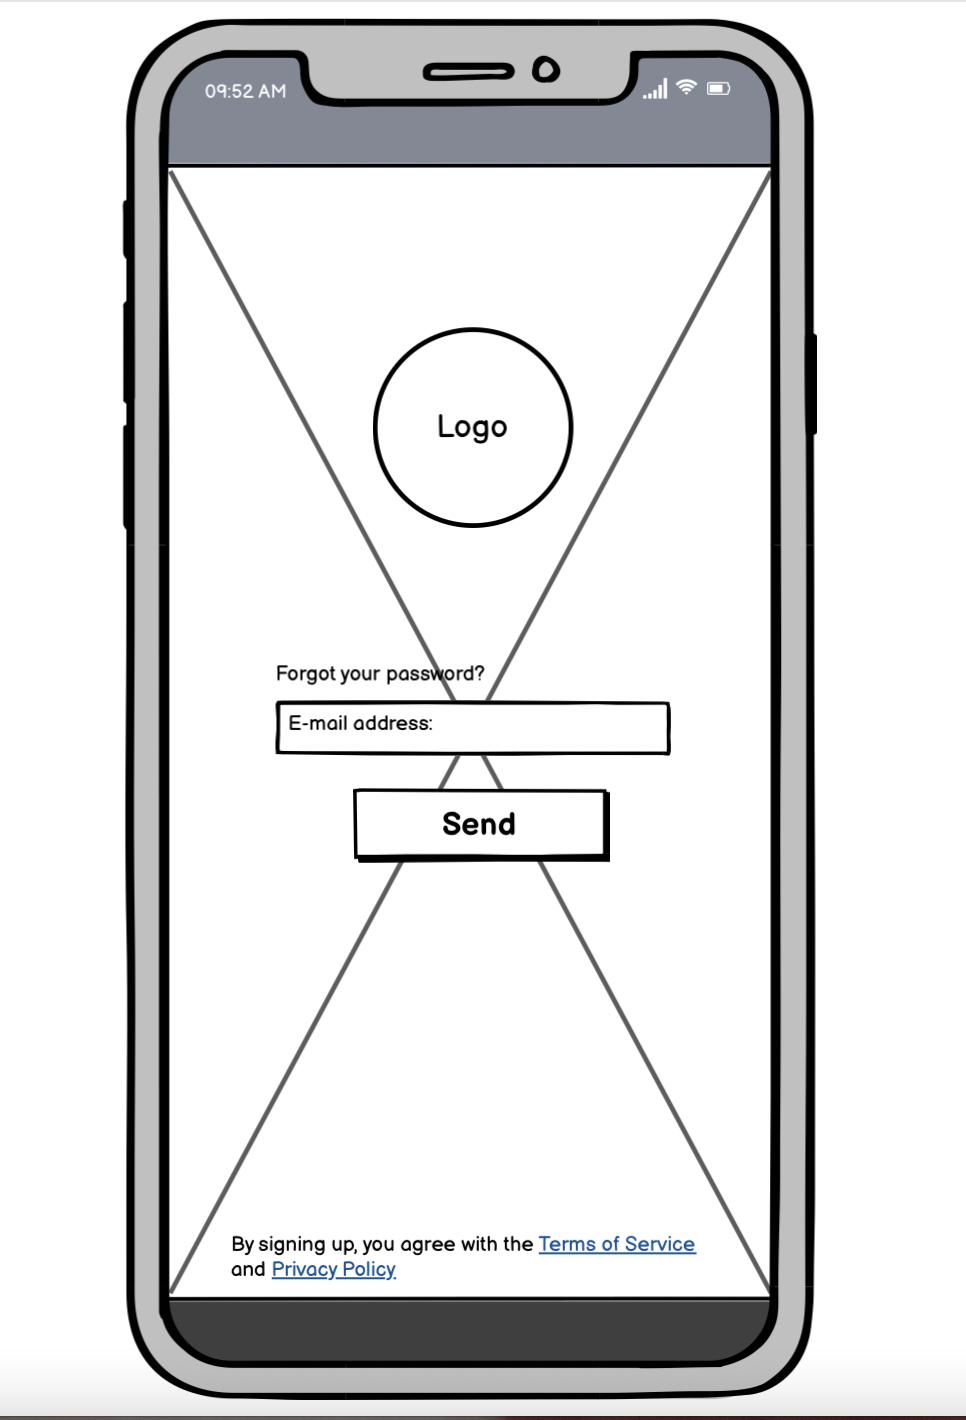 09:52 AM
Logo
Forgot your password?
E-mail address:
Send
By signing up, you agree with the Terms of Service
and Privacy Policy